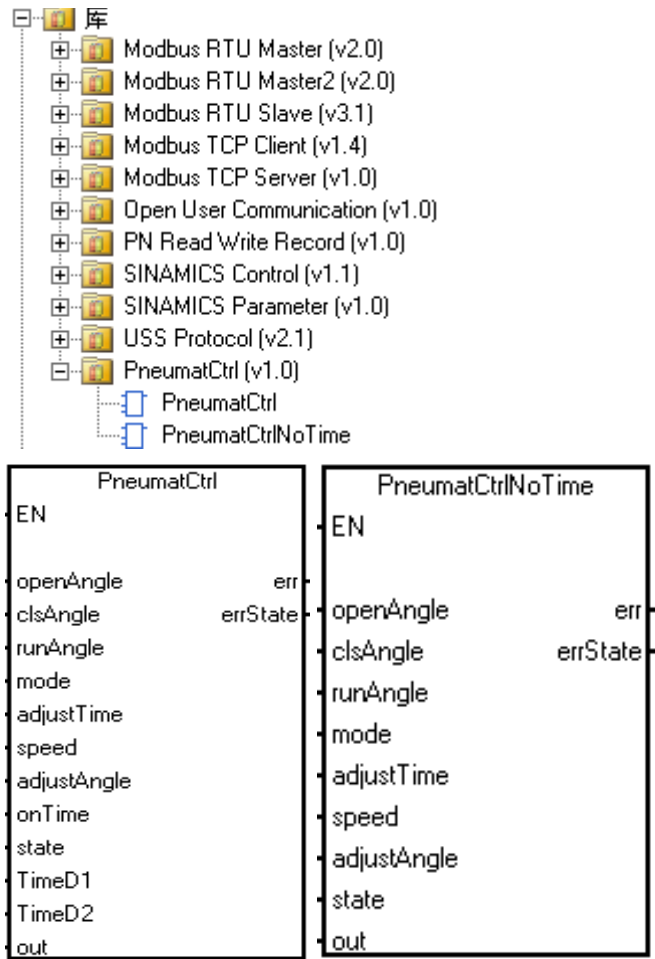 库
Modbus RTU Master (v2.0)
Modbus RTU Master2 (v2.0)
Modbus RTU Slave (v3.1)
Modbus TCP Client (v1.4)
Modbus TCP Server (v1.0)
Open User Communication (v1.0)
PN Read Write Record (v1.0)
SINAMICS Control (v1.1)
SINAMICS Parameter (v1.0)
USS Protocol (v2.1)
PneumatCtrl (v1.0)
PneumatCtrl
PneumatCtrlNoTime
PneumatCtrl
EN
openAngle err
clsAngle errState
runAngle
mode
adjustTime
speed
adjustAngle
onTime
state
TimeD1
TimeD2
out
PneumatCtrlNoTime
EN
openAngle err
clsAngle errState
runAngle
mode
adjustTime
speed
adjustAngle
state
out